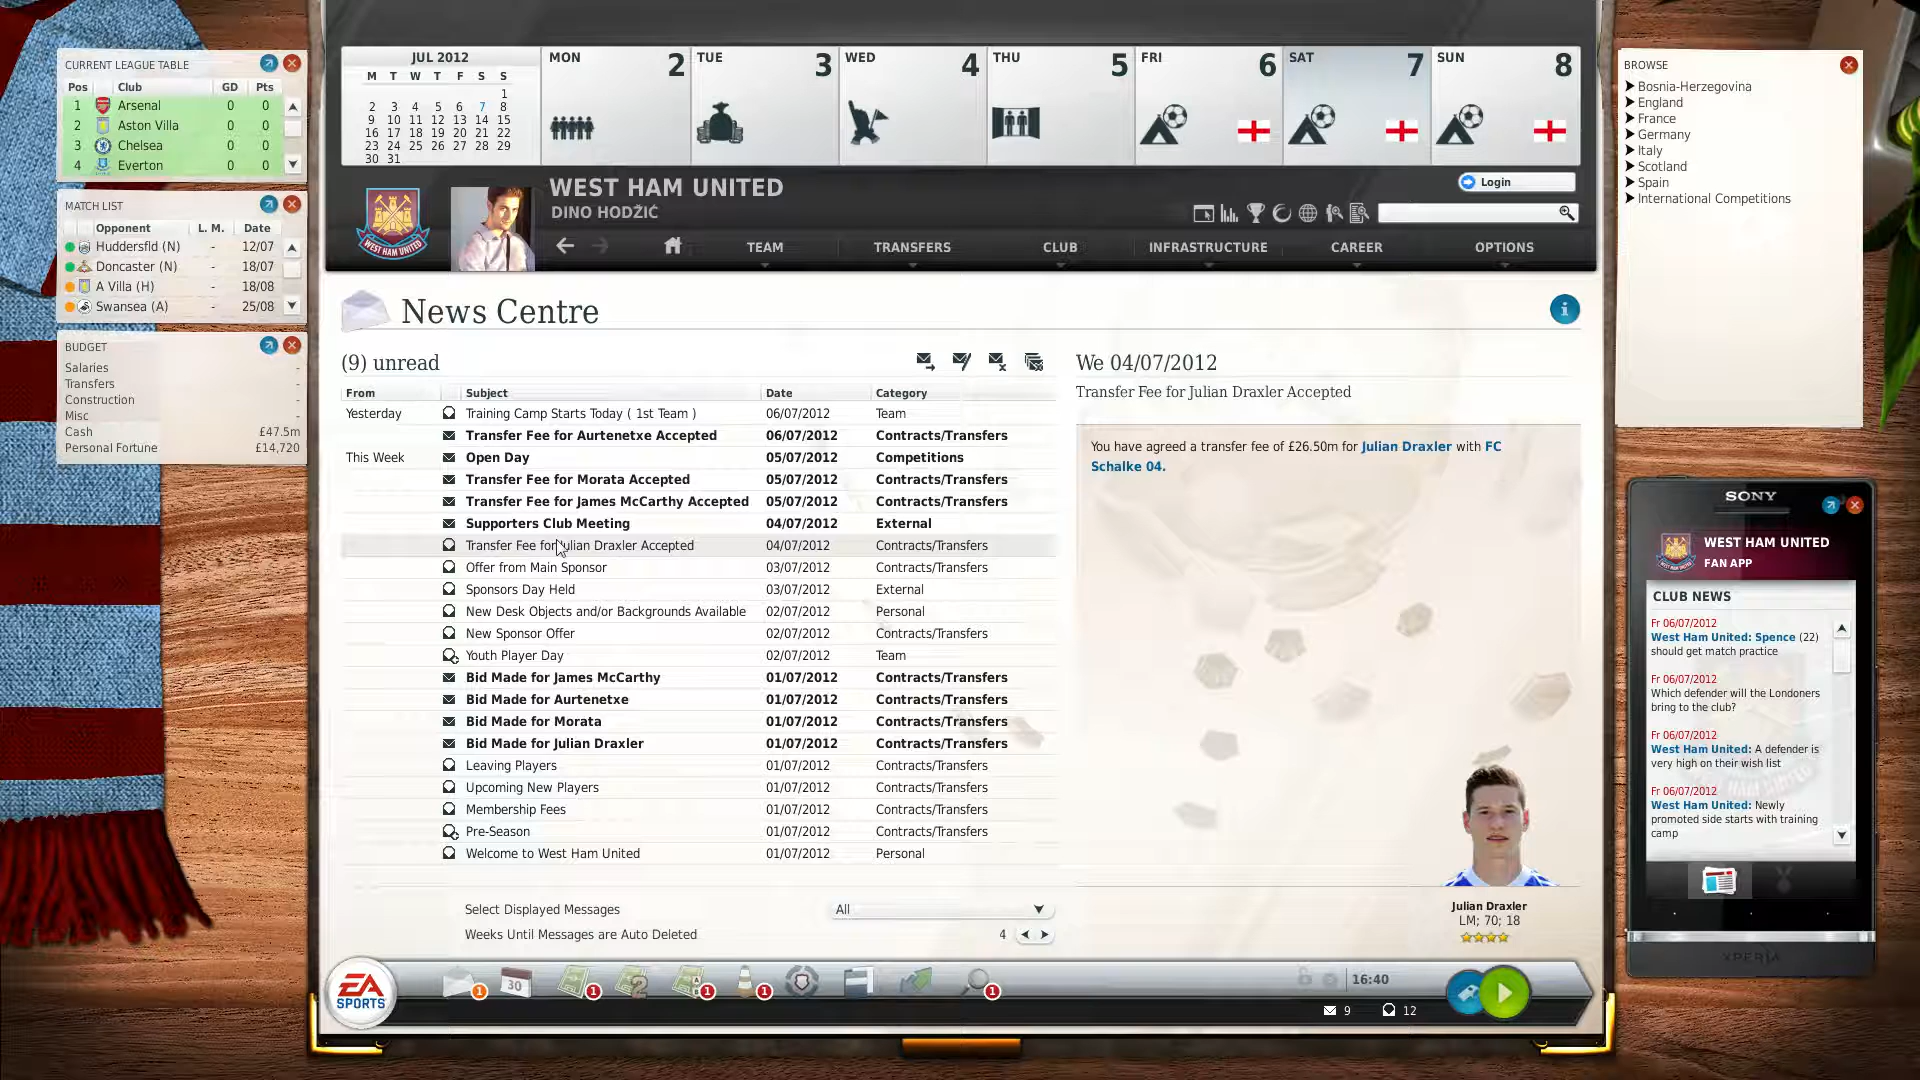 CURRENT LEAGUE TABLE
Pos Club GD Pts
1 Arsenal 0 0
2 Aston Villa 0 0
3 Chelsea 0 0
4 Everton 0 0
MATCH LIST
Opponent L. M. Date
Huddersfld (N) - 12/07
Doncaster (N) - 18/07
A Villa (H) - 18/08
Swansea (A) - 25/08
BUDGET
Salaries -
Transfers -
Construction -
Misc -
Cash £47.5m
Personal Fortune £14,720
JUL 2012
M T W T F S S
1
2 3 4 5 6 7 8
9 10 11 12 13 14 15
16 17 18 19 20 21 22
23 24 25 26 27 28 29
30 31
MON 2 TUE 3 WED 4 THU 5 FRI 6 SAT 7 SUN 8
WEST HAM UNITED
DINO HODŽIĆ
WEST HAM UNITED
Login
TEAM TRANSFERS CLUB INFRASTRUCTURE CAREER OPTIONS
News Centre
(9) unread
From Subject Date Category
Yesterday Training Camp Starts Today ( 1st Team ) 06/07/2012 Team
Transfer Fee for Aurtenetxe Accepted 06/07/2012 Contracts/Transfers
This Week Open Day 05/07/2012 Competitions
Transfer Fee for Morata Accepted 05/07/2012 Contracts/Transfers
Transfer Fee for James McCarthy Accepted 05/07/2012 Contracts/Transfers
Supporters Club Meeting 04/07/2012 External
Transfer Fee for Julian Draxler Accepted 04/07/2012 Contracts/Transfers
Offer from Main Sponsor 03/07/2012 Contracts/Transfers
Sponsors Day Held 03/07/2012 External
New Desk Objects and/or Backgrounds Available 02/07/2012 Personal
New Sponsor Offer 02/07/2012 Contracts/Transfers
Youth Player Day 02/07/2012 Team
Bid Made for James McCarthy 01/07/2012 Contracts/Transfers
Bid Made for Aurtenetxe 01/07/2012 Contracts/Transfers
Bid Made for Morata 01/07/2012 Contracts/Transfers
Bid Made for Julian Draxler 01/07/2012 Contracts/Transfers
Leaving Players 01/07/2012 Contracts/Transfers
Upcoming New Players 01/07/2012 Contracts/Transfers
Membership Fees 01/07/2012 Contracts/Transfers
Pre-Season 01/07/2012 Contracts/Transfers
Welcome to West Ham United 01/07/2012 Personal
Select Displayed Messages All
Weeks Until Messages are Auto Deleted 4
We 04/07/2012
Transfer Fee for Julian Draxler Accepted
You have agreed a transfer fee of £26.50m for Julian Draxler with FC
Schalke 04.
Julian Draxler
LM; 70; 18
EA
SPORTS
1 30 1 2 1 1 1
16:40
9 12
BROWSE
Bosnia-Herzegovina
England
France
Germany
Italy
Scotland
Spain
International Competitions
SONY
WEST HAM UNITED
FAN APP
CLUB NEWS
Fr 06/07/2012
West Ham United: Spence (22)
should get match practice
Fr 06/07/2012
Which defender will the Londoners
bring to the club?
Fr 06/07/2012
West Ham United: A defender is
very high on their wish list
Fr 06/07/2012
West Ham United: Newly
promoted side starts with training
camp
XPERIA